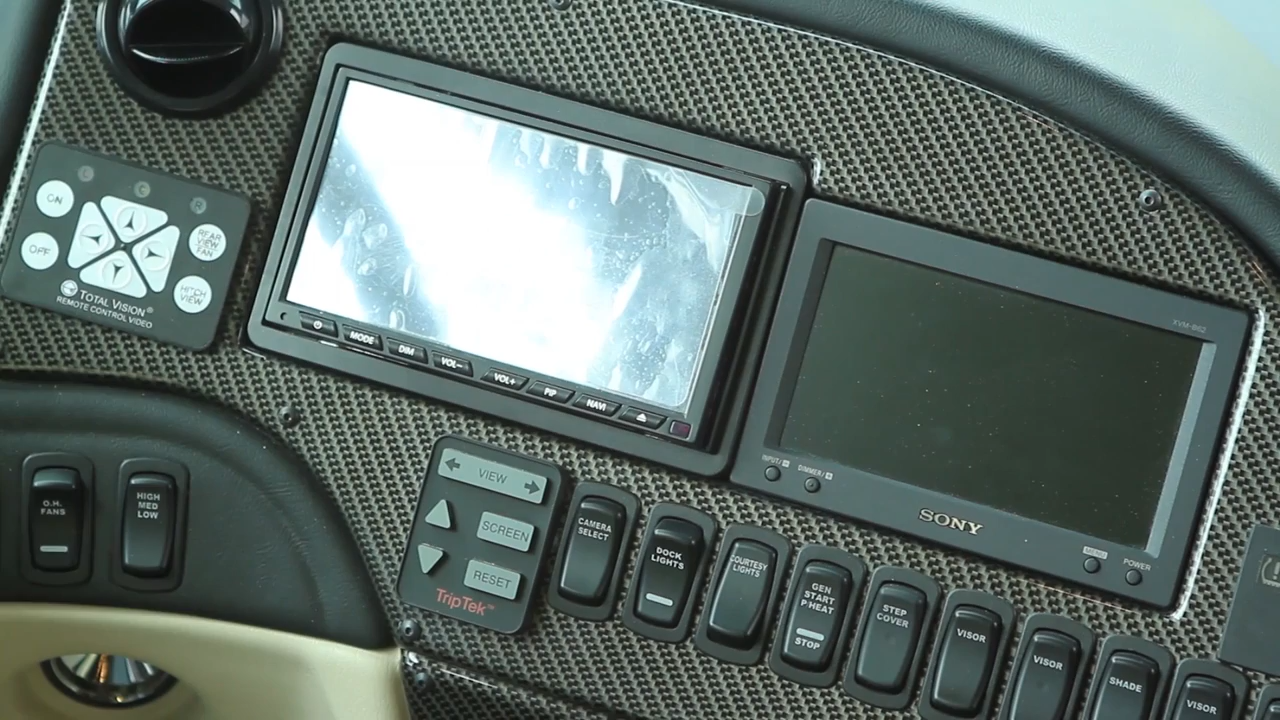 L C R
ON
OFF
REAR
VIEW
FAN
HITCH
VIEW
TOTAL VISION®
REMOTE CONTROL VIDEO
MODE
DIM
VOL-
VOL+
PIP
NAVI
XVM-B62
INPUT/
DIMMER/
SONY
MENU
POWER
O.H.
FANS
HIGH
MED
LOW
VIEW
SCREEN
RESET
TripTek™
CAMERA
SELECT
DOCK
LIGHTS
COURTESY
LIGHTS
GEN
START
P/HEAT
STOP
STEP
COVER
VISOR
VISOR
SHADE
VISOR